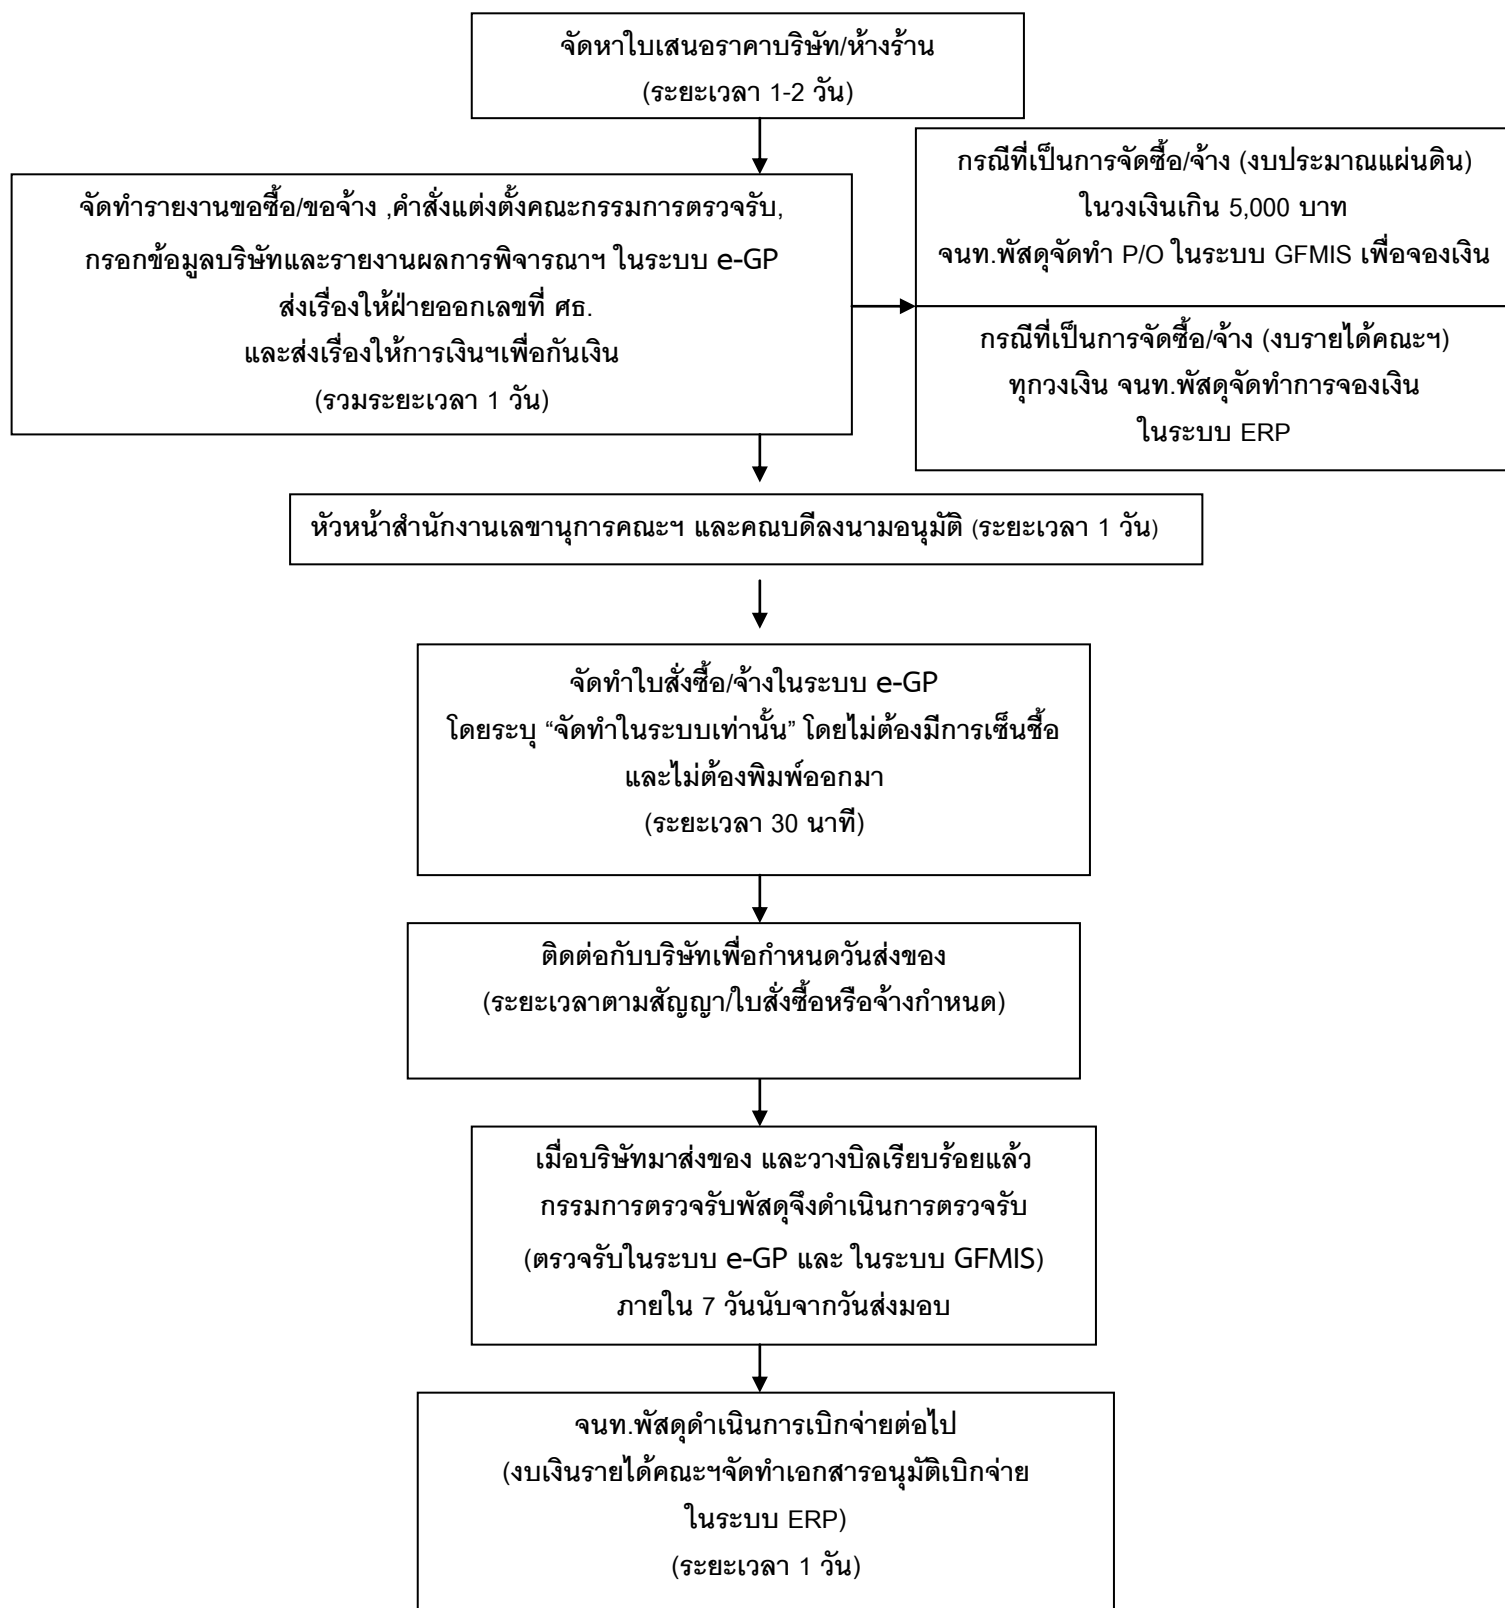 จัดหาใบเสนอราคาบริษัท/ห้างร้าน
(ระยะเวลา 1-2 วัน)
จัดทำรายงานขอซื้อ/ขอจ้าง ,คำสั่งแต่งตั้งคณะกรรมการตรวจรับ,
กรอกข้อมูลบริษัทและรายงานผลการพิจารณาฯ ในระบบ e-GP
ส่งเรื่องให้ฝ่ายออกเลขที่ ศธ.
และส่งเรื่องให้การเงินฯเพื่อกันเงิน
(รวมระยะเวลา 1 วัน)
กรณีที่เป็นการจัดซื้อ/จ้าง (งบประมาณแผ่นดิน)
ในวงเงินเกิน 5,000 บาท
จนท.พัสดุจัดทำ P/O ในระบบ GFMIS เพื่อจองเงิน
กรณีที่เป็นการจัดซื้อ/จ้าง (งบรายได้คณะฯ)
ทุกวงเงิน จนท.พัสดุจัดทำการจองเงิน
ในระบบ ERP
หัวหน้าสำนักงานเลขานุการคณะฯ และคณบดีลงนามอนุมัติ (ระยะเวลา 1 วัน)
จัดทำใบสั่งซื้อ/จ้างในระบบ e-GP
โดยระบุ “จัดทำในระบบเท่านั้น” โดยไม่ต้องมีการเซ็นชื้อ
และไม่ต้องพิมพ์ออกมา
(ระยะเวลา 30 นาที)
ติดต่อกับบริษัทเพื่อกำหนดวันส่งของ
(ระยะเวลาตามสัญญา/ใบสั่งซื้อหรือจ้างกำหนด)
เมื่อบริษัทมาส่งของ และวางบิลเรียบร้อยแล้ว
กรรมการตรวจรับพัสดุจึงดำเนินการตรวจรับ
(ตรวจรับในระบบ e-GP และ ในระบบ GFMIS)
ภายใน 7 วันนับจากวันส่งมอบ
จนท.พัสดุดำเนินการเบิกจ่ายต่อไป
(งบเงินรายได้คณะฯจัดทำเอกสารอนุมัติเบิกจ่าย
ในระบบ ERP)
(ระยะเวลา 1 วัน)